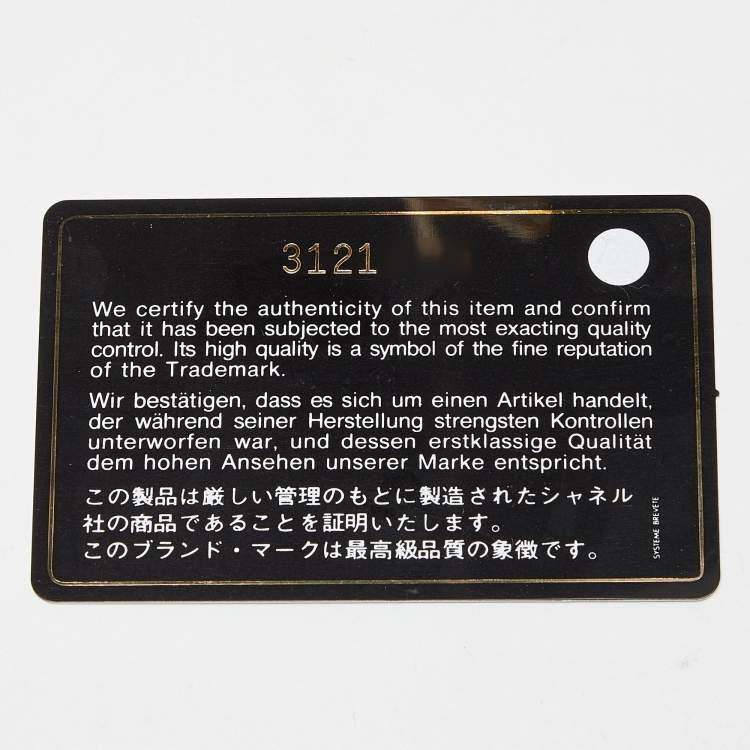 3121
We certify the authenticity of this item and confirm
that it has been subjected to the most exacting quality
control. Its high quality is a symbol of the fine reputation
of the Trademark.
Wir bestätigen, dass es sich um einen Artikel handelt,
der während seiner Herstellung strengsten Kontrollen
unterworfen war, und dessen erstklassige Qualität
dem hohen Ansehen unserer Marke entspricht.
この製品は厳しい管理のもとに製造されたシャネル
社の商品であることを証明いたします。
このブランド・マークは最高級品質の象徴です。
SYSTEME BREVETE